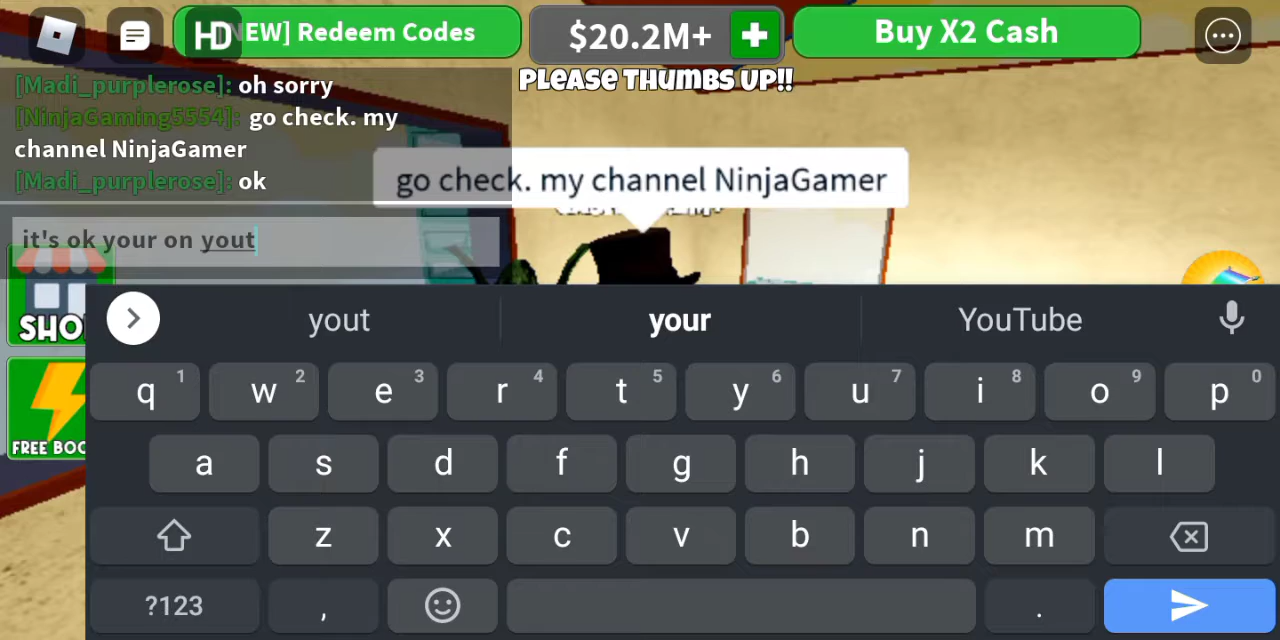 HD
NEW] Redeem Codes
$20.2M+
Buy X2 Cash
PLEASE THUMBS UP!!
[Madi_purplerose]: oh sorry
[NinjaGaming5554]: go check. my
channel NinjaGamer
[Madi_purplerose]: ok
go check. my channel NinjaGamer
it's ok your on yout
SHO
FREE BOO
yout your YouTube
q 1 w 2 e 3 r 4 t 5 y 6 u 7 i 8 o 9 p 0
a s d f g h j k l
z x c v b n m
?123 , .